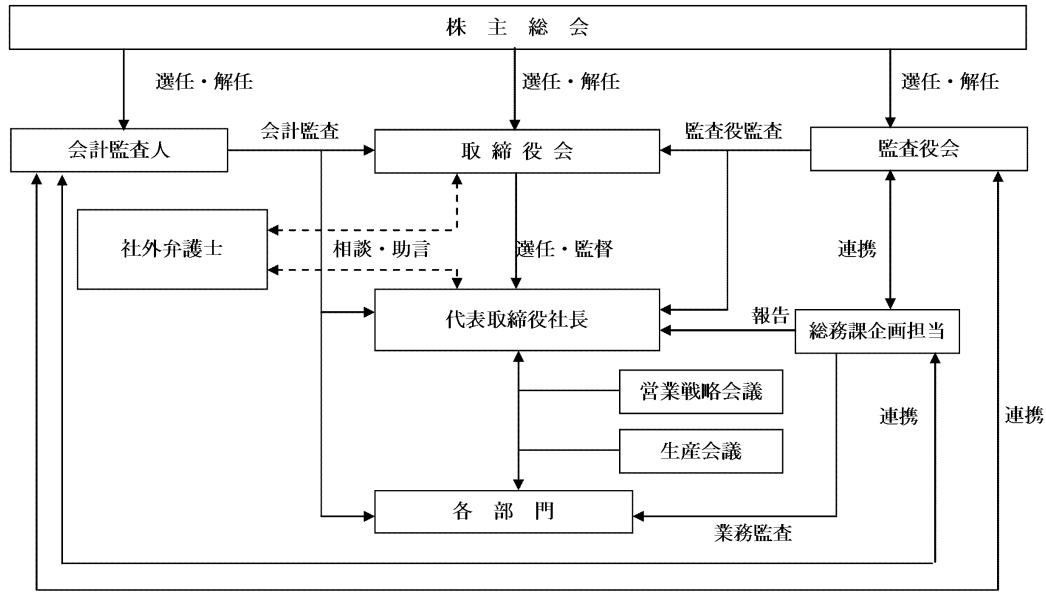 株主総会
選任・解任
選任・解任
選任・解任
会計監査人
会計監査
取締役会
監査役監査
監査役会
社外弁護士
相談・助言
選任・監督
連携
代表取締役社長
報告
総務課企画担当
営業戦略会議
連携
連携
生産会議
各部門
業務監査